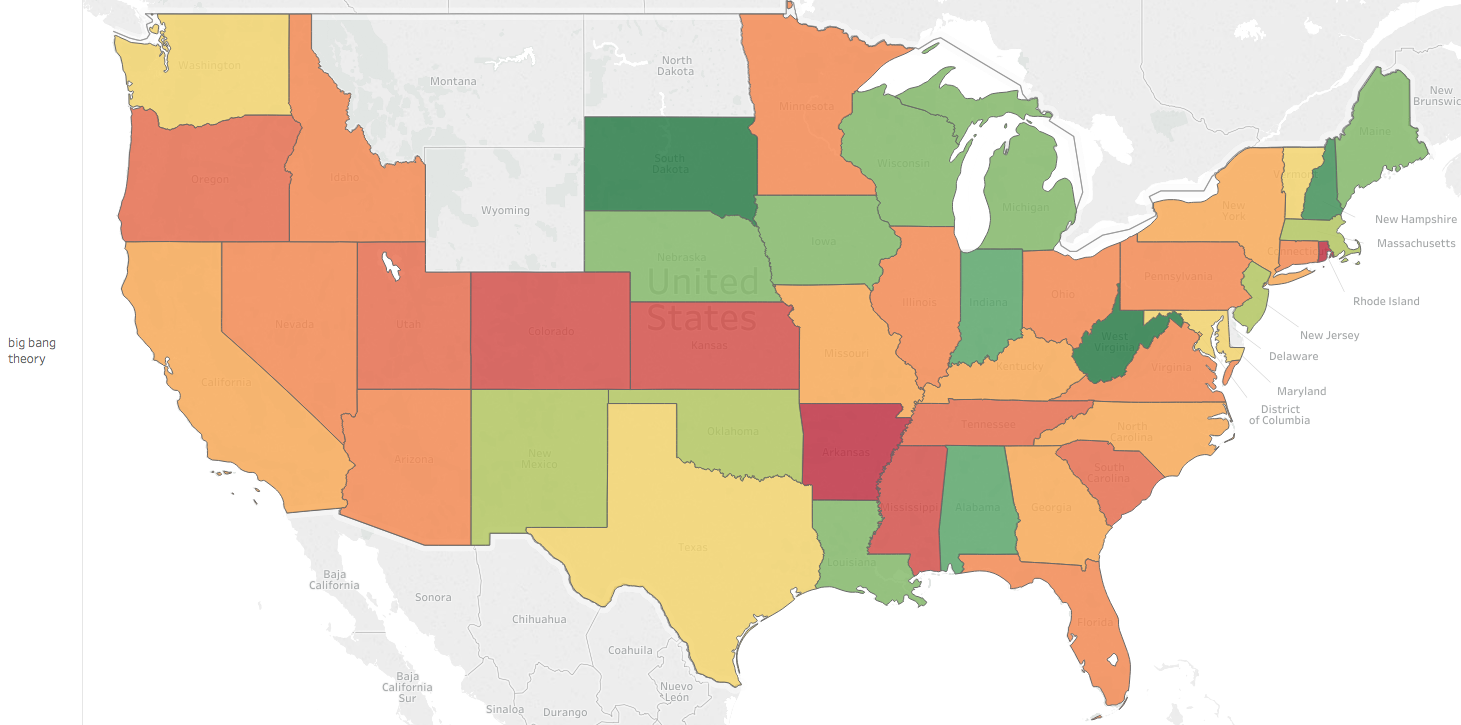 big bang
theory
Washington
Montana
North
Dakota
Minnesota
Maine
New
Brunswic
Oregon
Idaho
South
Dakota
Wisconsin
Michigan
Wyoming
New
York
New Hampshire
Massachusetts
Iowa
Nebraska
United
States
Pennsylvania
Rhode Island
Nevada
Utah
Colorado
Kansas
Illinois
Indiana
Ohio
West
Virginia
New Jersey
Delaware
California
Missouri
Kentucky
Virginia
Maryland
District
of Columbia
Arizona
New
Mexico
Oklahoma
Arkansas
Tennessee
North
Carolina
South
Carolina
Mississippi
Alabama
Georgia
Texas
Louisiana
Florida
Baja
California
Sonora
Chihuahua
Coahuila
Baja
California
Sur
Nuevo
León
Sinaloa
Durango